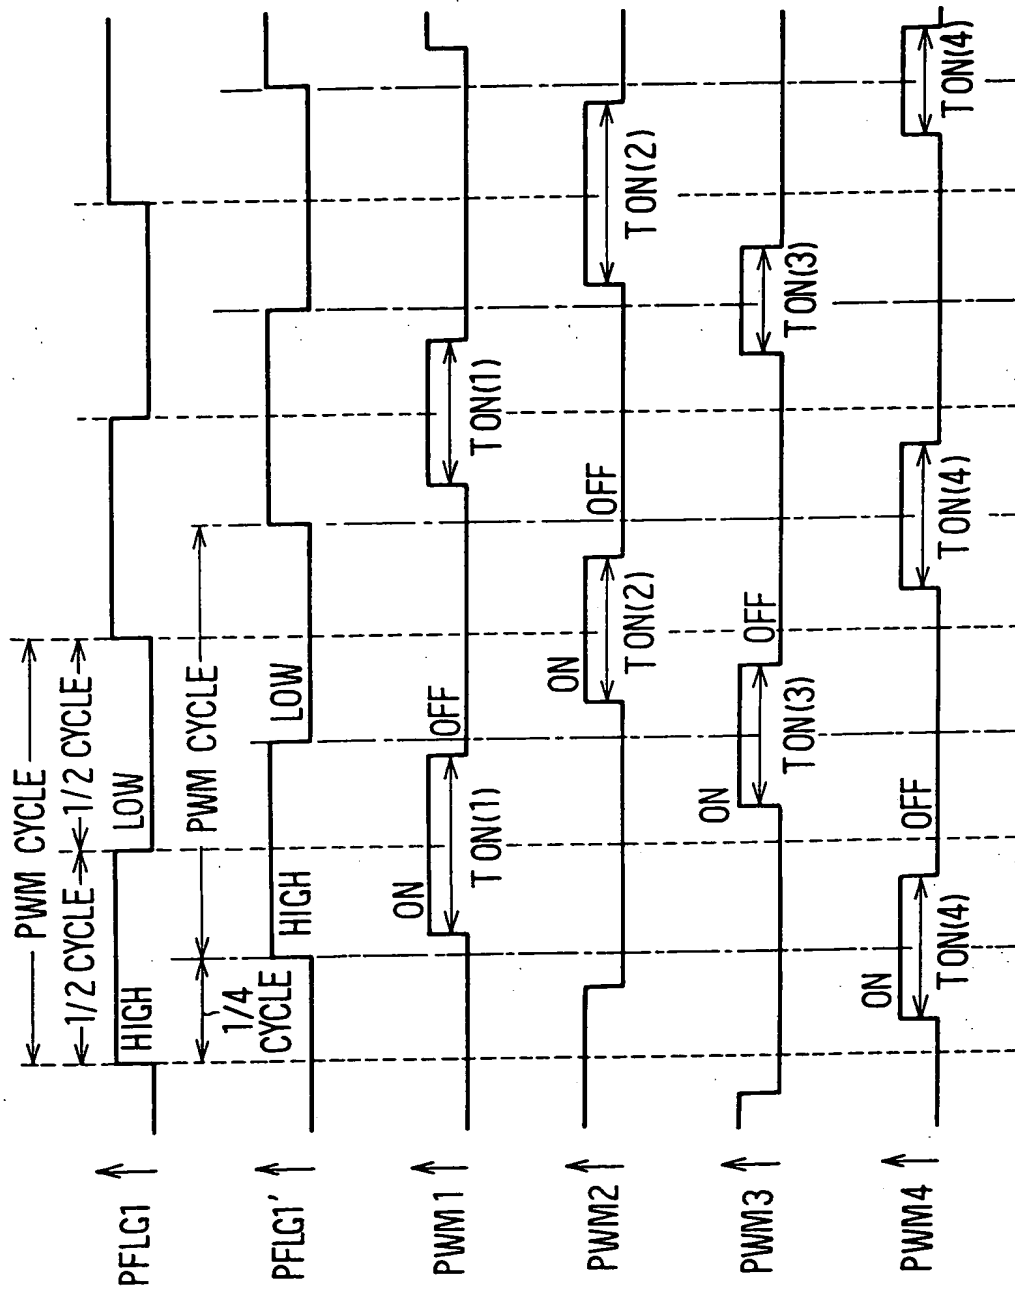 PWM CYCLE
1/2 CYCLE 1/2 CYCLE
PFLG1 HIGH LOW
PWM CYCLE
1/4
CYCLE
PFLG1' HIGH LOW
PWM1 ON OFF
TON(1) TON(1)
PWM2 ON OFF
TON(2) TON(2)
PWM3 ON OFF
TON(3) TON(3)
PWM4 ON OFF
TON(4) TON(4) TON(4)